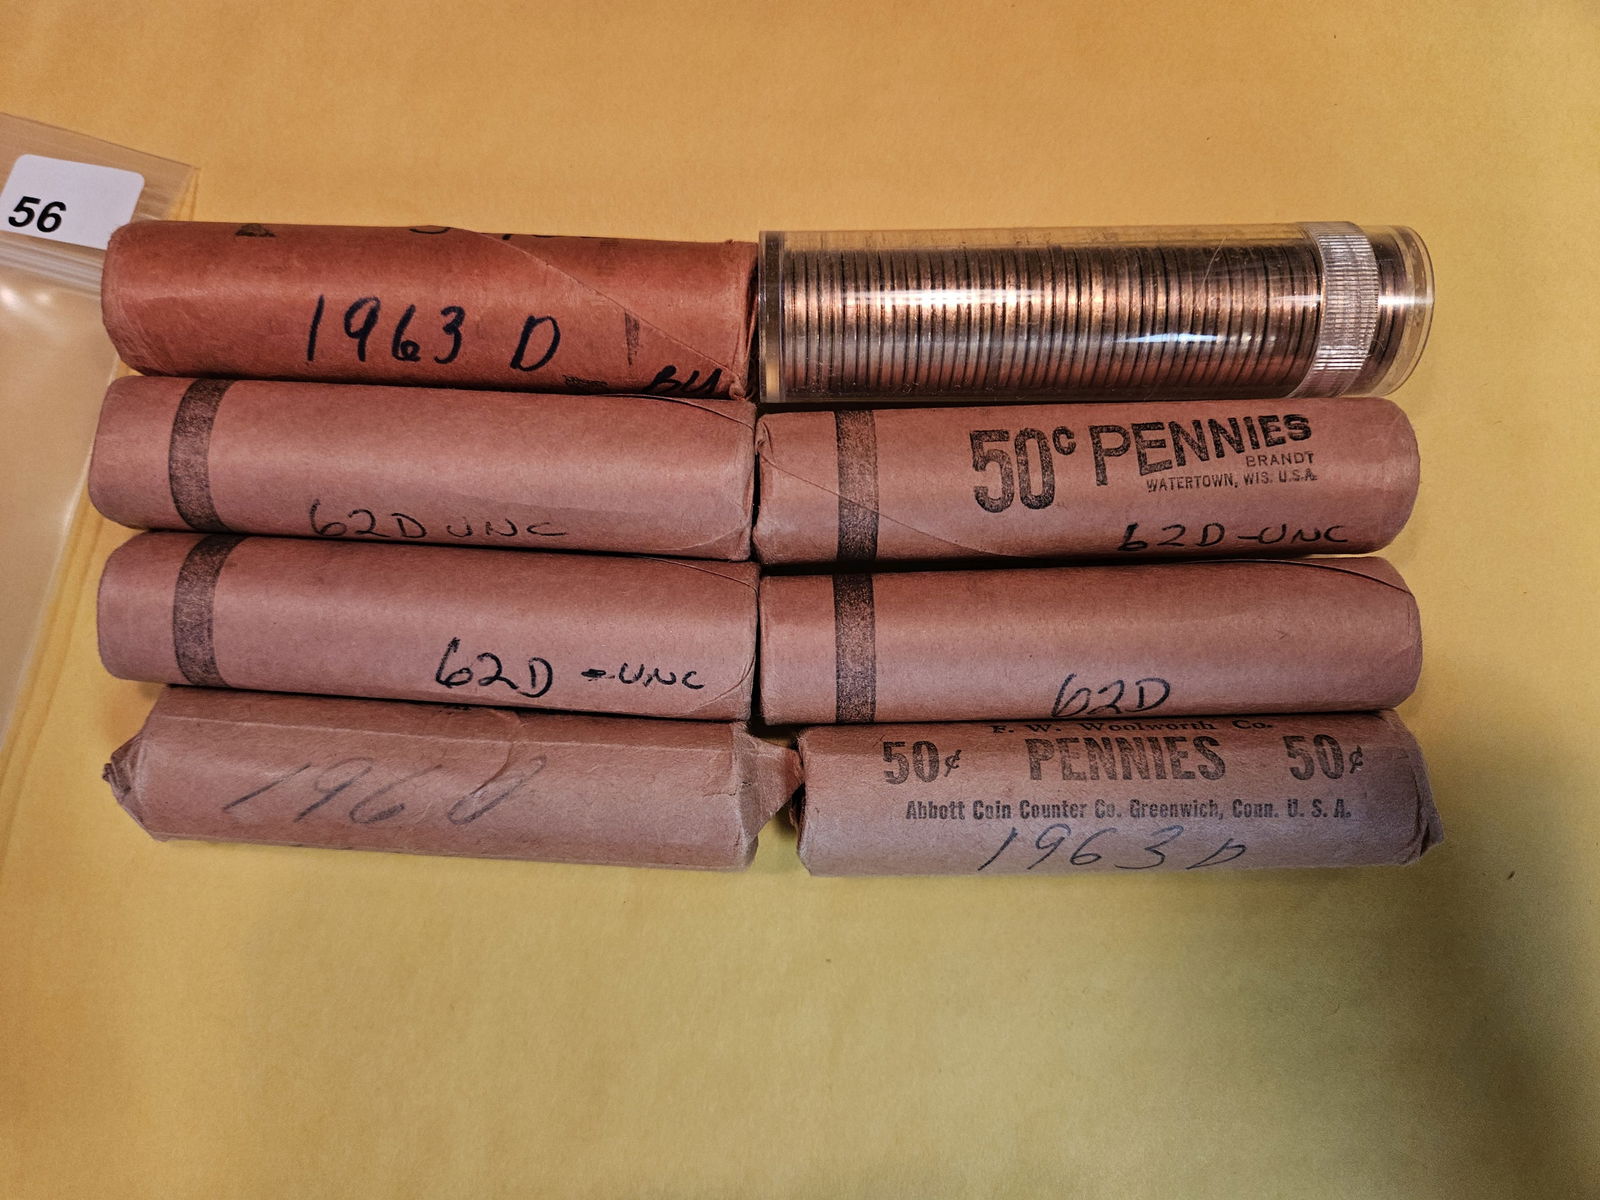 56
1963 D
BU
62D UNC
50¢ PENNIES
BRANDT
WATERTOWN, WIS. U.S.A.
62D-UNC
62D -UNC
62D
F. W. Woolworth Co.
50¢ PENNIES 50¢
Abbott Coin Counter Co. Greenwich, Conn. U. S. A.
1963 D